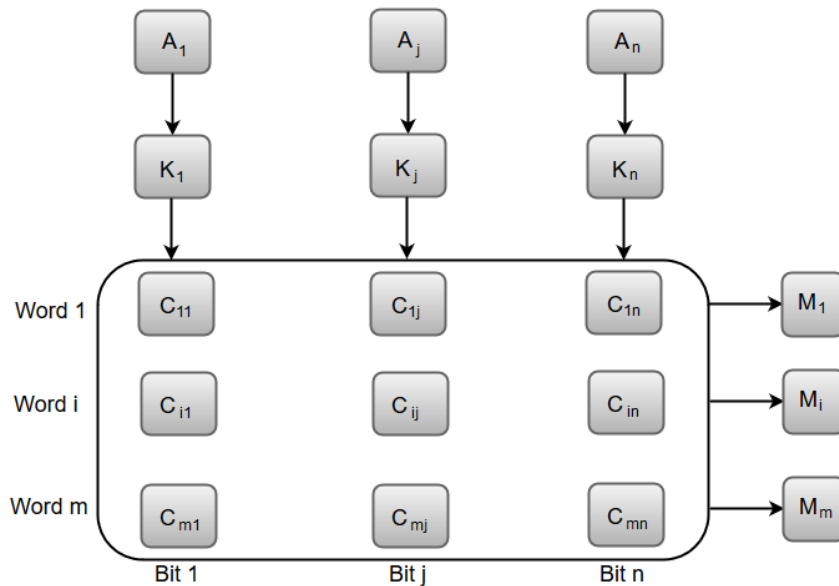 A1 Aj An
K1 Kj Kn
Word 1 C11 C1j C1n M1
Word i Ci1 Cij Cin Mi
Word m Cm1 Cmj Cmn Mm
Bit 1 Bit j Bit n